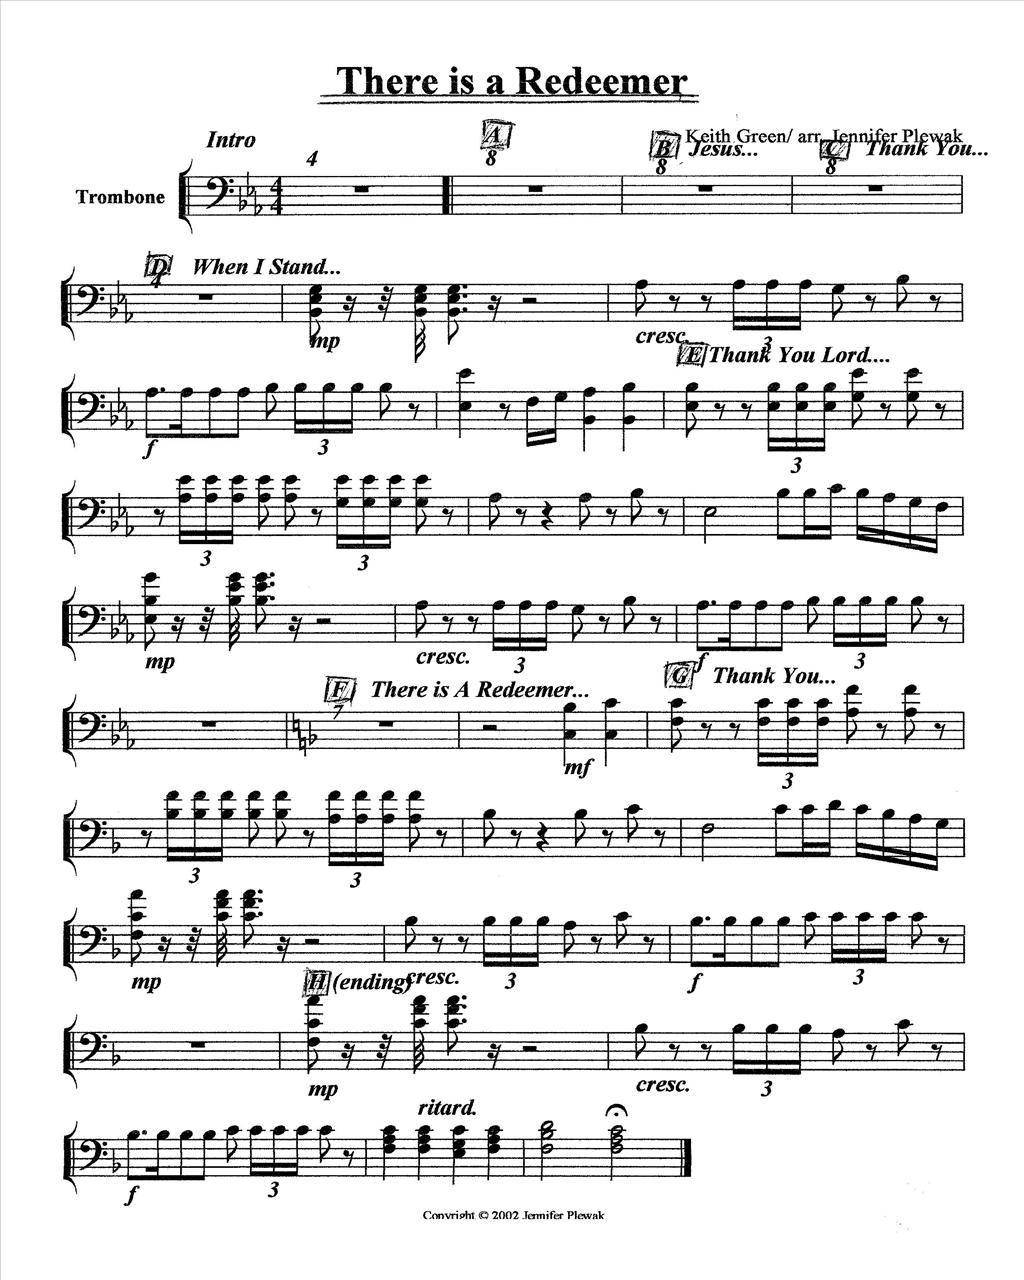 There is a Redeemer
Keith Green/ arr. Jennifer Plewak
Intro
4
A
8
B Jesus...
8
C Thank You...
8
Trombone
4
4
D When I Stand...
4
mp
cresc.
3
E Thank You Lord....
f
3
3
3
3
mp
cresc.
3
f
3
F There is A Redeemer...
7
mf
G Thank You...
3
3
3
mp
cresc.
3
f
3
H (ending)
mp
cresc.
3
ritard.
f
3
Copyright © 2002 Jennifer Plewak